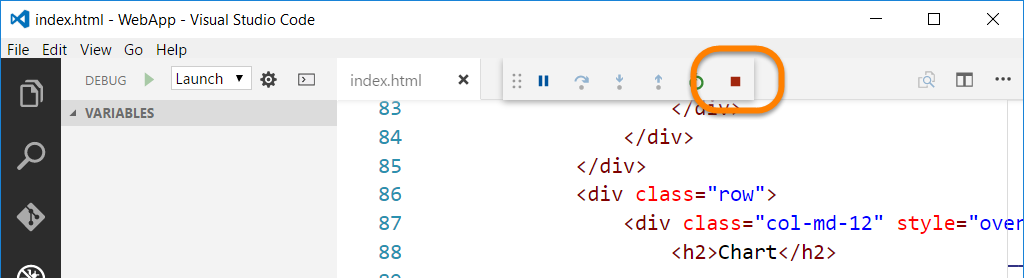 index.html - WebApp - Visual Studio Code
File Edit View Go Help
DEBUG Launch index.html
VARIABLES
83 </div>
84 </div>
85 </div>
86 <div class="row">
87 <div class="col-md-12" style="over
88 <h2>Chart</h2>